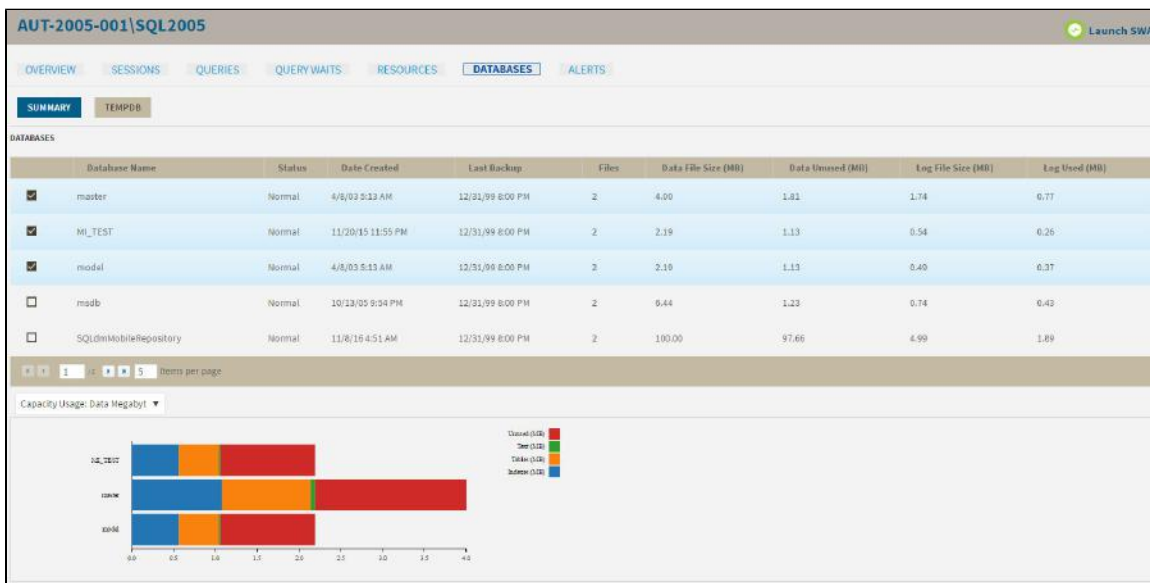 AUT-2005-001\SQL2005
Launch SWA
OVERVIEW SESSIONS QUERIES QUERY WAITS RESOURCES DATABASES ALERTS
SUMMARY TEMPDB
DATABASES
Database Name Status Date Created Last Backup Files Data File Size (MB) Data Unused (MB) Log File Size (MB) Log Used (MB)
master Normal 4/8/03 5:13 AM 12/31/99 8:00 PM 2 4.00 1.81 1.74 0.77
MI_TEST Normal 11/20/15 11:55 PM 12/31/99 8:00 PM 2 2.19 1.13 0.54 0.26
model Normal 4/8/03 5:13 AM 12/31/99 8:00 PM 2 2.19 1.13 0.49 0.37
msdb Normal 10/13/05 9:54 PM 12/31/99 8:00 PM 2 6.44 1.23 0.74 0.43
SQLdmMobileRepository Normal 11/8/16 4:51 AM 12/31/99 8:00 PM 2 100.00 97.66 4.99 1.89
1 5 items per page
Capacity Usage: Data Megabyt
Unused (MB)
Text (MB)
Tables (MB)
Indexes (MB)
MI_TEST
master
model
0.0 0.5 1.0 1.5 2.0 2.5 3.0 3.5 4.0